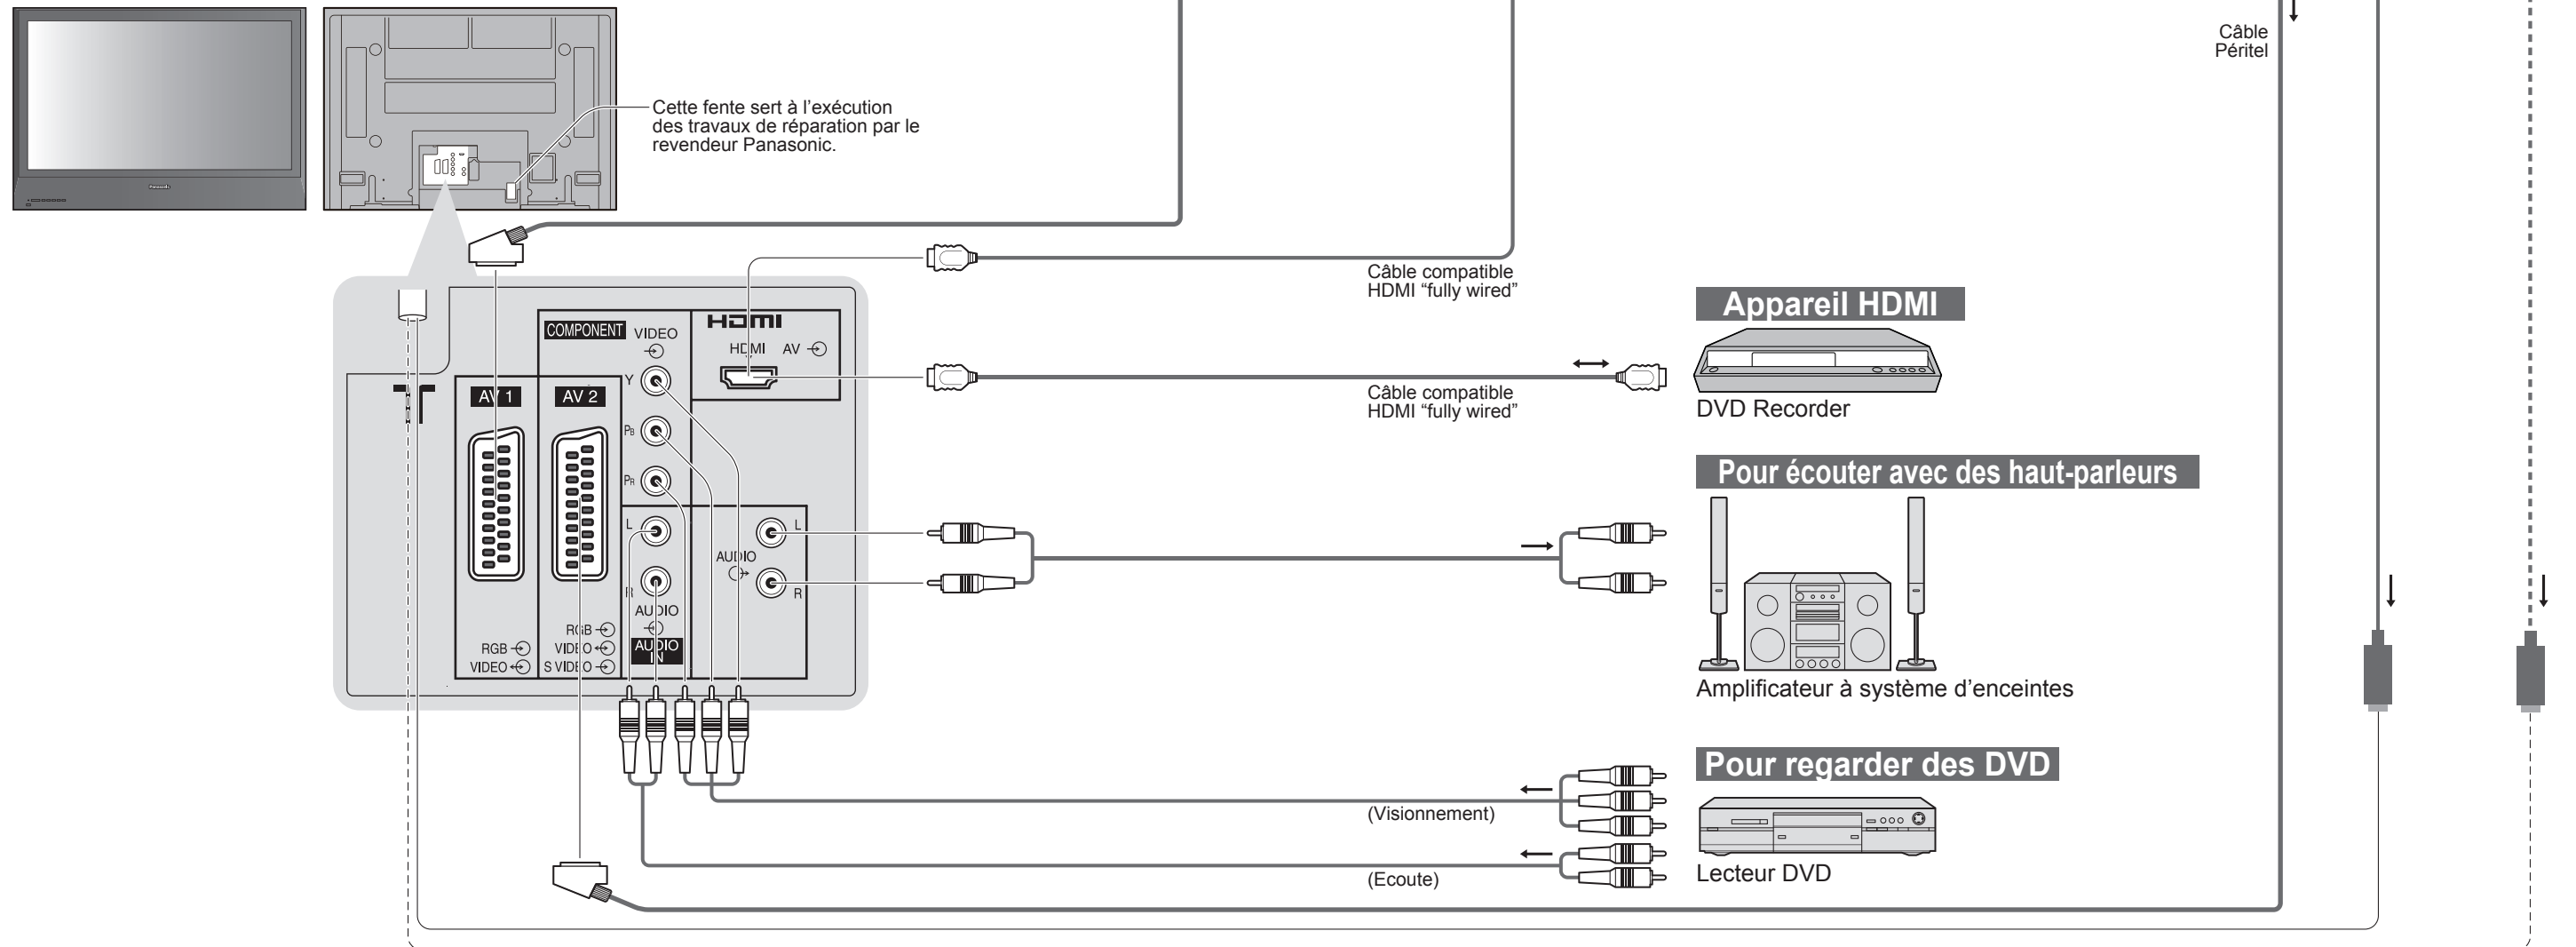 Câble
Péritel
Cette fente sert à l’exécution
des travaux de réparation par le
revendeur Panasonic.
Panasonic
Câble compatible
HDMI “fully wired”
Appareil HDMI
DVD Recorder
Câble compatible
HDMI “fully wired”
COMPONENT
VIDEO
HDMI
HDMI AV
Y
PB
PR
AV 1
AV 2
L
R
AUDIO
AUDIO
IN
L
AUDIO
R
RGB
VIDEO
RGB
VIDEO
S VIDEO
Pour écouter avec des haut-parleurs
Amplificateur à système d’enceintes
Pour regarder des DVD
(Visionnement)
(Ecoute)
Lecteur DVD